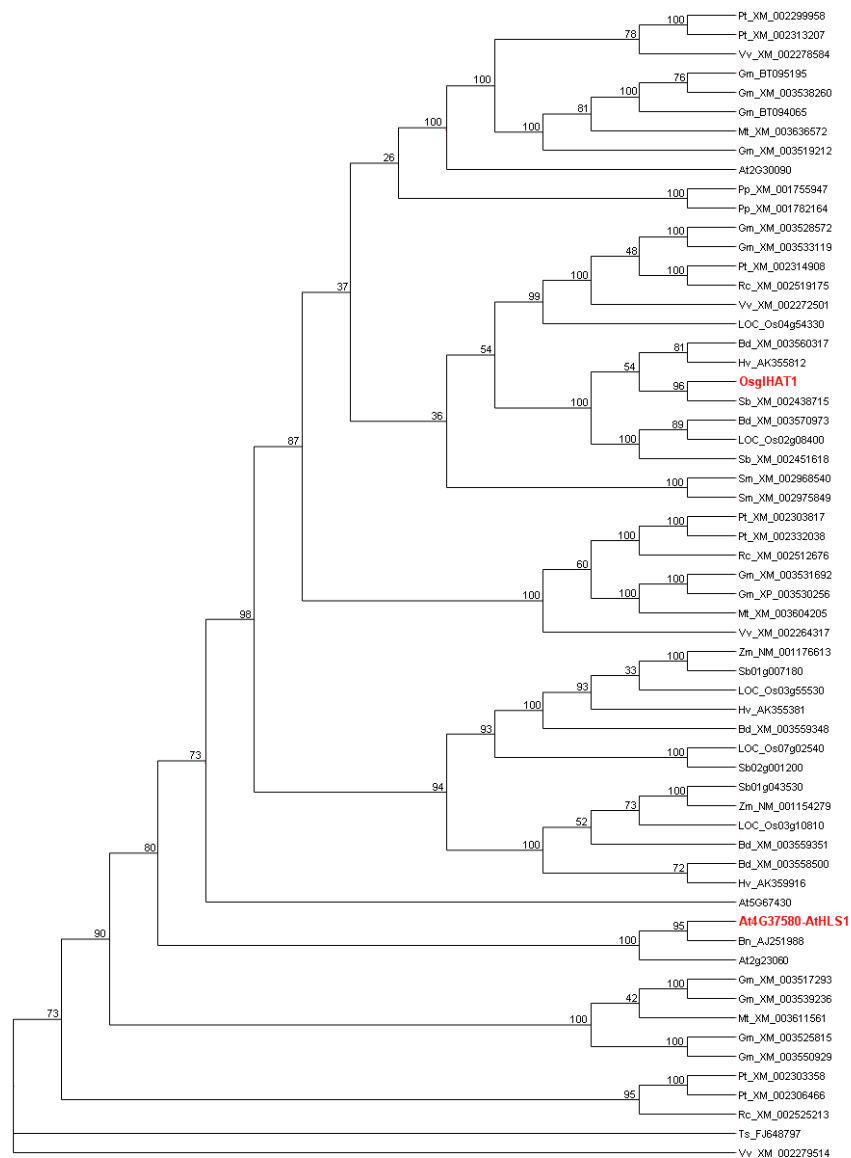 Pt_XM_002299958
100
Pt_XM_002313207
78
Vv_XM_002278584
100
Gm_BT095195
76
Gm_XM_003538260
100
Gm_BT094065
81
Mt_XM_003636572
100
Gm_XM_003519212
100
At2G30090
26
Pp_XM_001755947
100
Pp_XM_001782164
Gm_XM_003528572
100
Gm_XM_003533119
48
Pt_XM_002314908
100
Rc_XM_002519175
100
Vv_XM_002272501
99
LOC_Os04g54330
37
Bd_XM_003560317
81
Hv_AK355812
54
54
OsglHAT1
96
Sb_XM_002438715
100
Bd_XM_003570973
89
LOC_Os02g08400
100
Sb_XM_002451618
36
Sm_XM_002968540
100
Sm_XM_002975849
87
Pt_XM_002303817
100
Pt_XM_002332038
100
Rc_XM_002512676
60
Gm_XM_003531692
100
Gm_XP_003530256
100
Mt_XM_003604205
100
Vv_XM_002264317
98
Zm_NM_001176613
100
Sb01g007180
33
LOC_Os03g55530
93
Hv_AK355381
100
Bd_XM_003559348
93
LOC_Os07g02540
100
Sb02g001200
73
94
Sb01g043530
100
Zm_NM_001154279
73
LOC_Os03g10810
52
Bd_XM_003559351
100
Bd_XM_003558500
72
Hv_AK359916
80
At5G67430
At4G37580-AtHLS1
95
Bn_AJ251988
100
At2g23060
90
Gm_XM_003517293
100
Gm_XM_003539236
42
Mt_XM_003611561
100
Gm_XM_003525815
100
Gm_XM_003550929
73
Pt_XM_002303358
100
Pt_XM_002306466
95
Rc_XM_002525213
Ts_FJ648797
Vv_XM_002279514